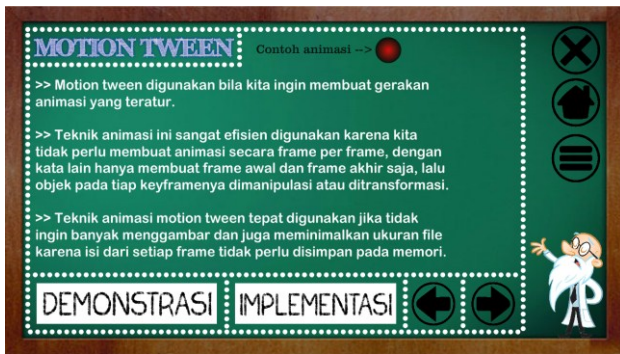 MOTION TWEEN
Contoh animasi -->
>> Motion tween digunakan bila kita ingin membuat gerakan
animasi yang teratur.
>> Teknik animasi ini sangat efisien digunakan karena kita
tidak perlu membuat animasi secara frame per frame, dengan
kata lain hanya membuat frame awal dan frame akhir saja, lalu
objek pada tiap keyframenya dimanipulasi atau ditransformasi.
>> Teknik animasi motion tween tepat digunakan jika tidak
ingin banyak menggambar dan juga meminimalkan ukuran file
karena isi dari setiap frame tidak perlu disimpan pada memori.
DEMONSTRASI
IMPLEMENTASI